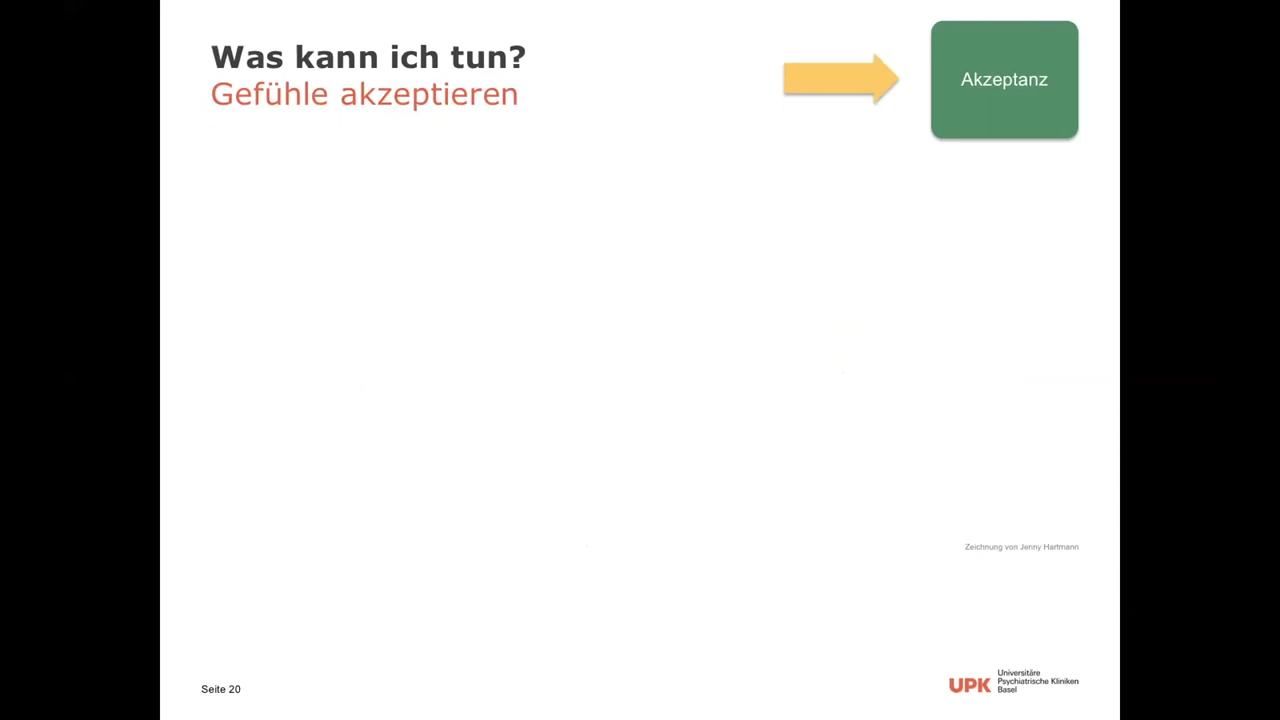 Was kann ich tun?
Gefühle akzeptieren
Akzeptanz
Zeichnung von Jenny Hartmann
Seite 20
UPK
Universitäre
Psychiatrische Kliniken
Basel